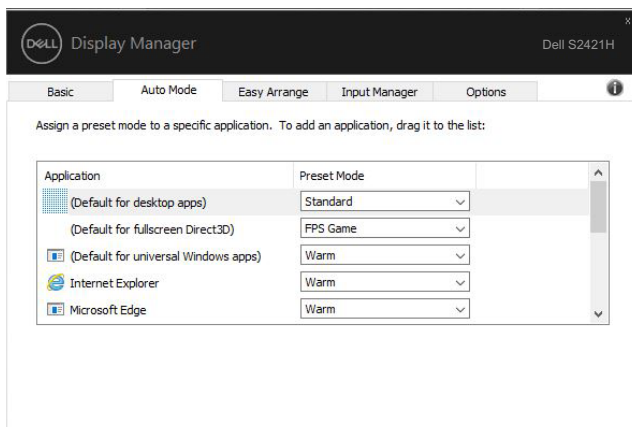 DELL Display Manager
Dell S2421H
Basic Auto Mode Easy Arrange Input Manager Options
Assign a preset mode to a specific application. To add an application, drag it to the list:
Application Preset Mode
(Default for desktop apps) Standard
(Default for fullscreen Direct3D) FPS Game
(Default for universal Windows apps) Warm
Internet Explorer Warm
Microsoft Edge Warm